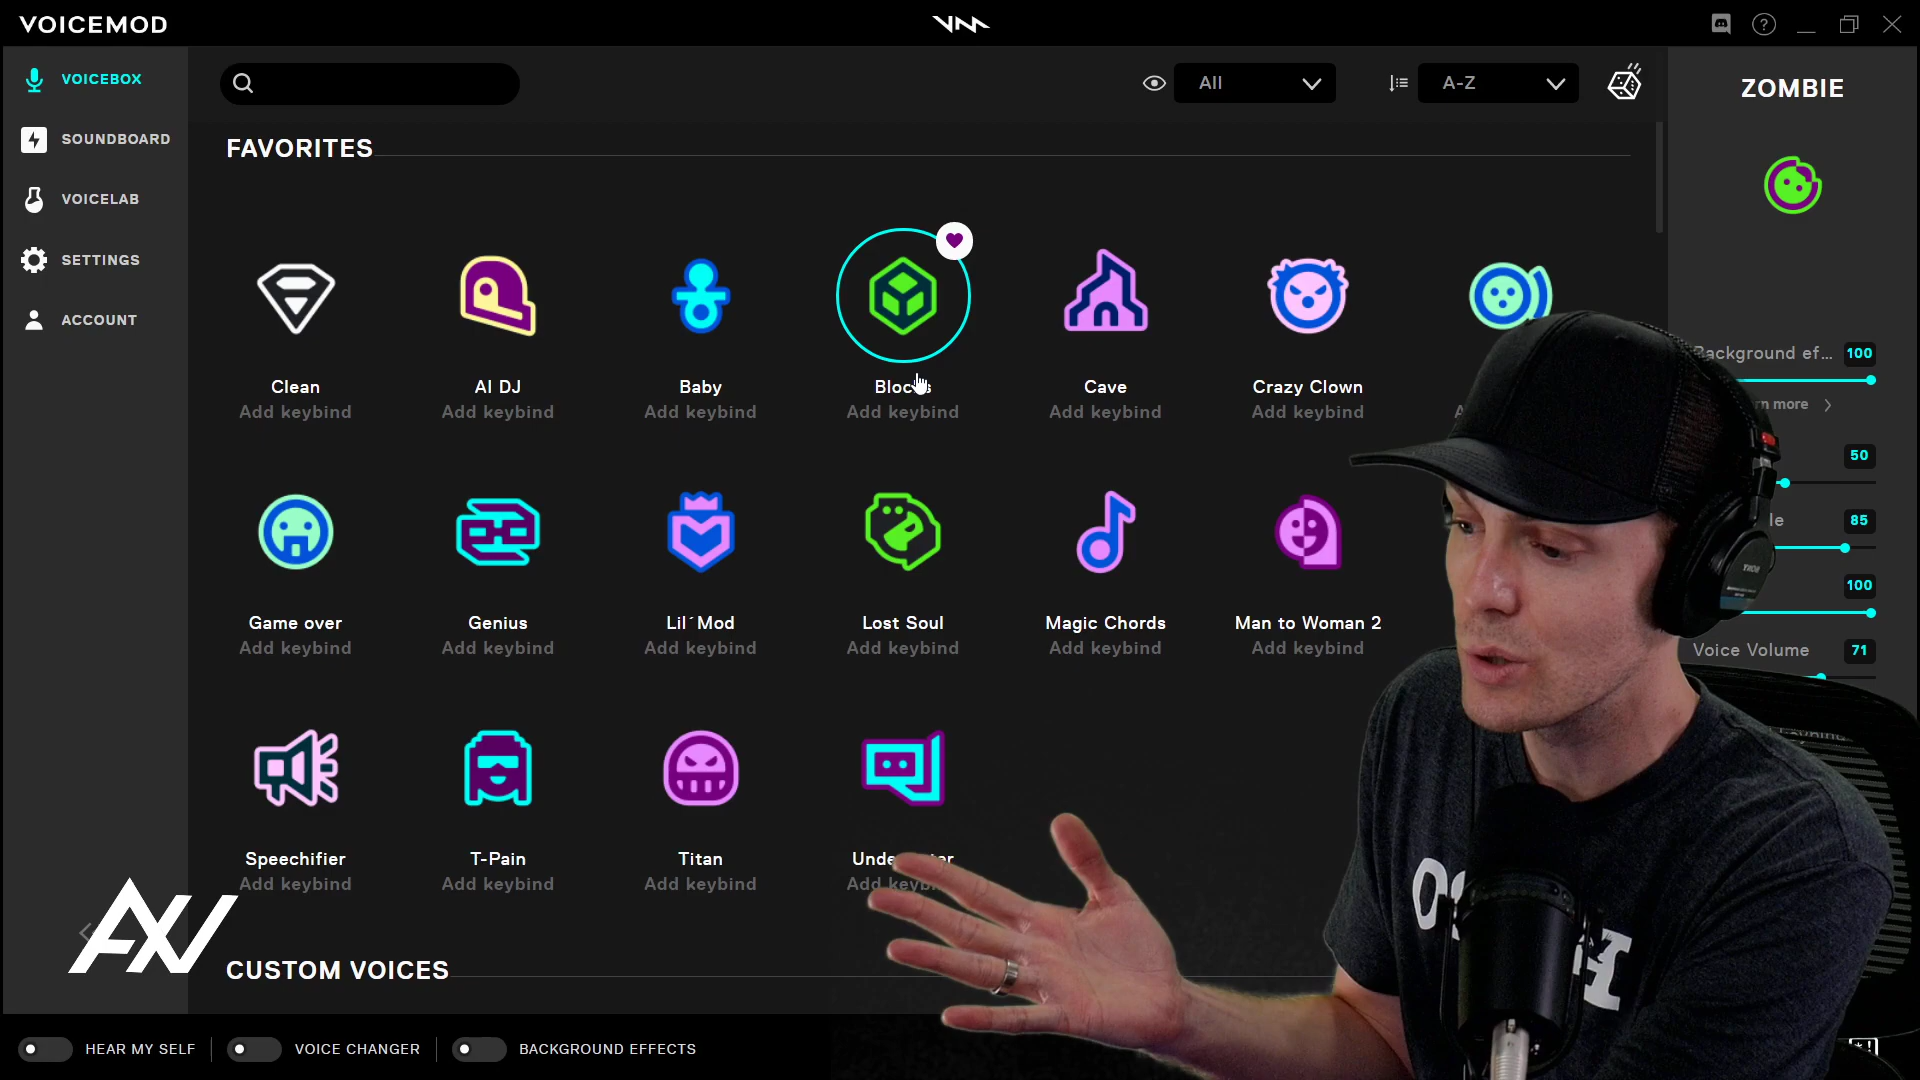 VOICEMOD
VOICEBOX
SOUNDBOARD
VOICELAB
SETTINGS
ACCOUNT
All
A-Z
ZOMBIE
FAVORITES
Clean
Add keybind
AI DJ
Add keybind
Baby
Add keybind
Add keybind
Cave
Add keybind
Crazy Clown
Add keybind
Background ef...
100
more
50
85
100
Voice Volume
71
Game over
Add keybind
Genius
Add keybind
Lil´Mod
Add keybind
Lost Soul
Add keybind
Magic Chords
Add keybind
Man to Woman 2
Add keybind
Speechifier
Add keybind
T-Pain
Add keybind
Titan
Add keybind
Add
CUSTOM VOICES
HEAR MY SELF
VOICE CHANGER
BACKGROUND EFFECTS